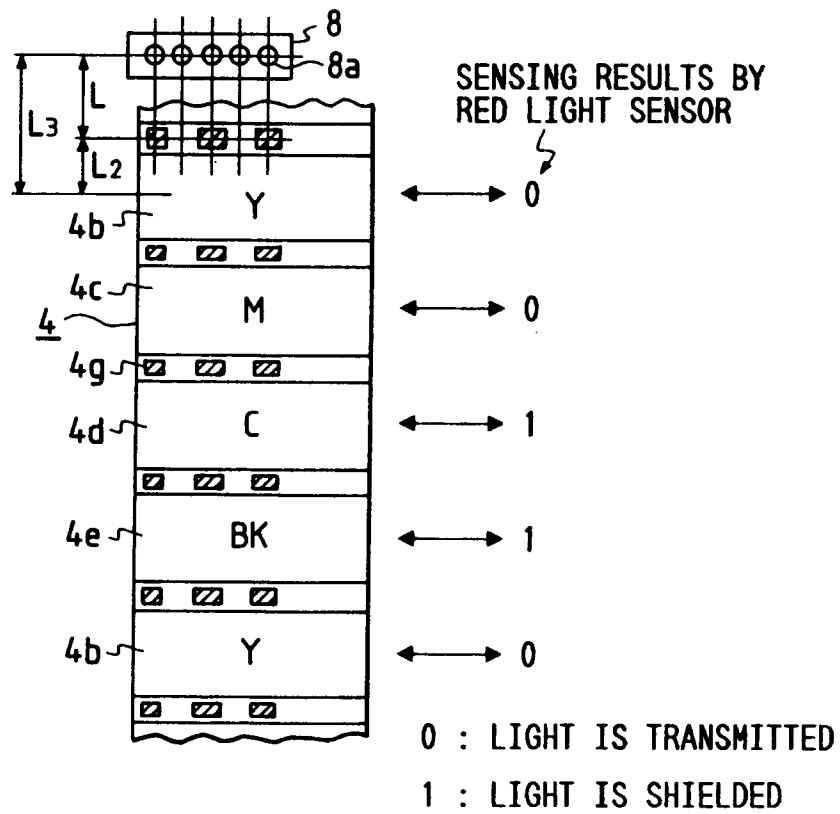 8
8a
SENSING RESULTS BY
RED LIGHT SENSOR
L
L3
L2
4b
Y
0
4c
M
0
4
4g
4d
C
1
4e
BK
1
4b
Y
0
0 : LIGHT IS TRANSMITTED
1 : LIGHT IS SHIELDED